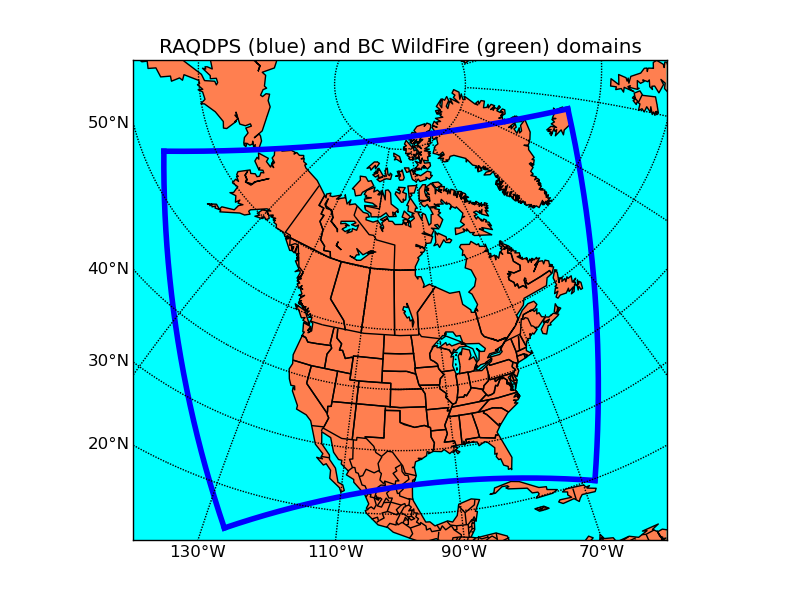 RAQDPS (blue) and BC WildFire (green) domains
50°N
40°N
30°N
20°N
130°W 110°W 90°W 70°W